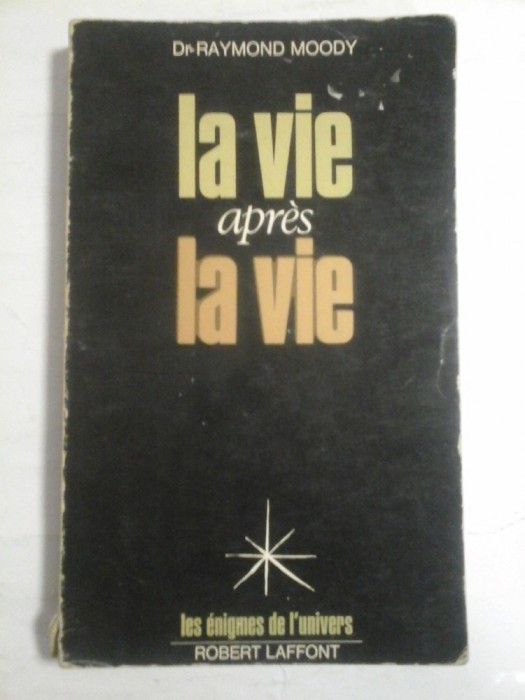 Dr RAYMOND MOODY
la vie
après
la vie
les énigmes de l'univers
ROBERT LAFFONT